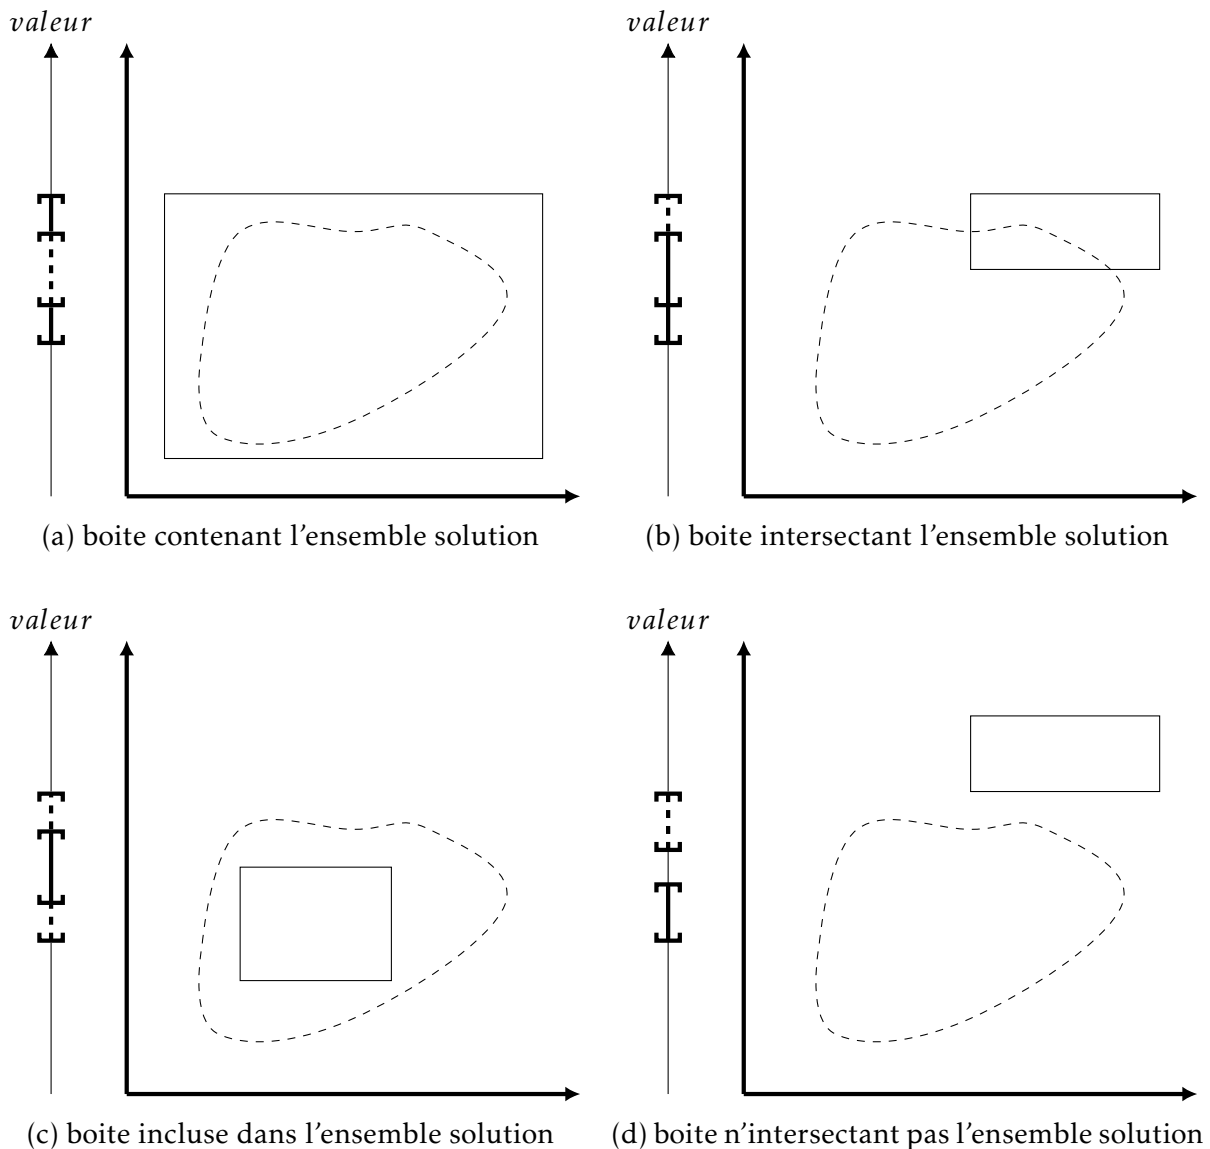 valeur
valeur
(a) boite contenant l'ensemble solution
(b) boite intersectant l'ensemble solution
valeur
valeur
(c) boite incluse dans l'ensemble solution
(d) boite n'intersectant pas l'ensemble solution